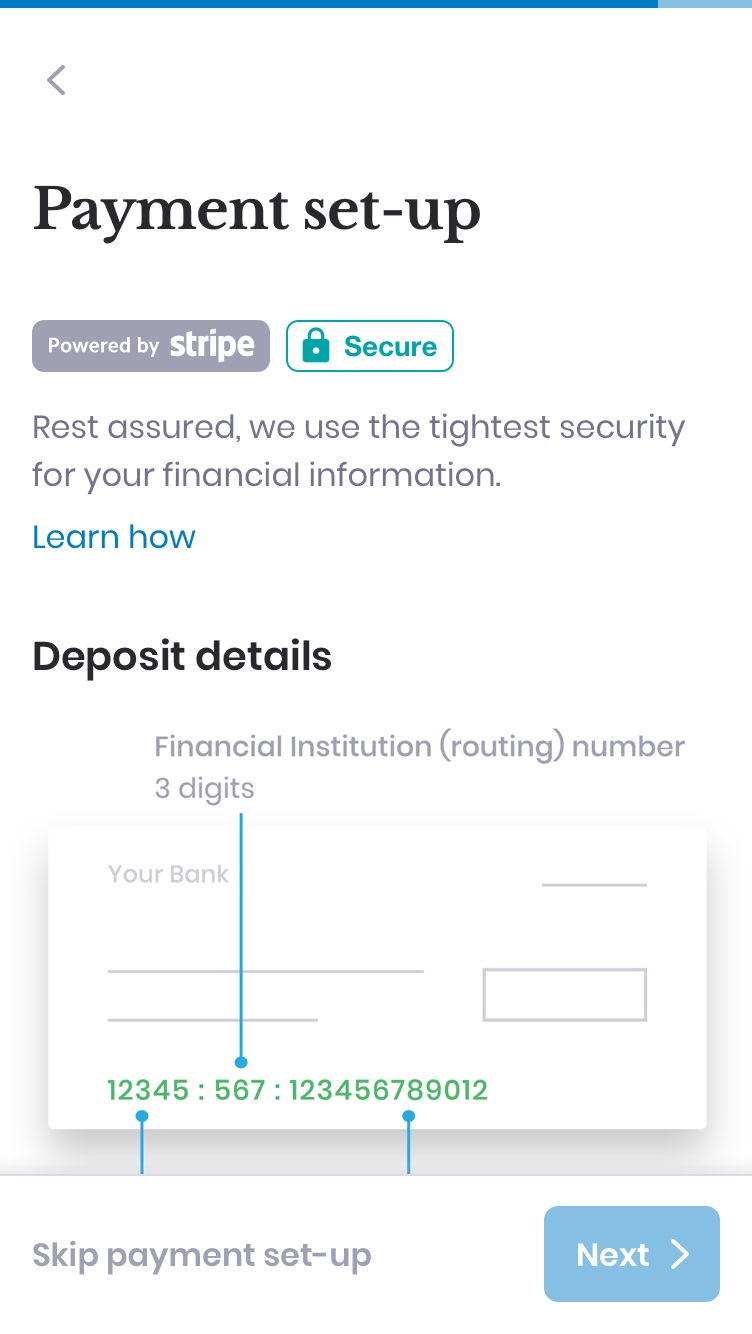 Payment set-up
Powered by stripe
Secure
Rest assured, we use the tightest security
for your financial information.
Learn how
Deposit details
Financial Institution (routing) number
3 digits
Your Bank
12345 : 567 : 123456789012
Skip payment set-up
Next